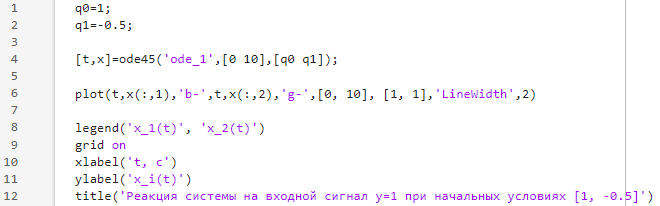 1 q0=1;
2 q1=-0.5;
3
4 [t,x]=ode45('ode_1',[0 10],[q0 q1]);
5
6 plot(t,x(:,1),'b-',t,x(:,2),'g-',[0, 10], [1, 1],'LineWidth',2)
7
8 legend('x_1(t)', 'x_2(t)')
9 grid on
10 xlabel('t, c')
11 ylabel('x_i(t)')
12 title('Реакция системы на входной сигнал y=1 при начальных условиях [1, -0.5]')